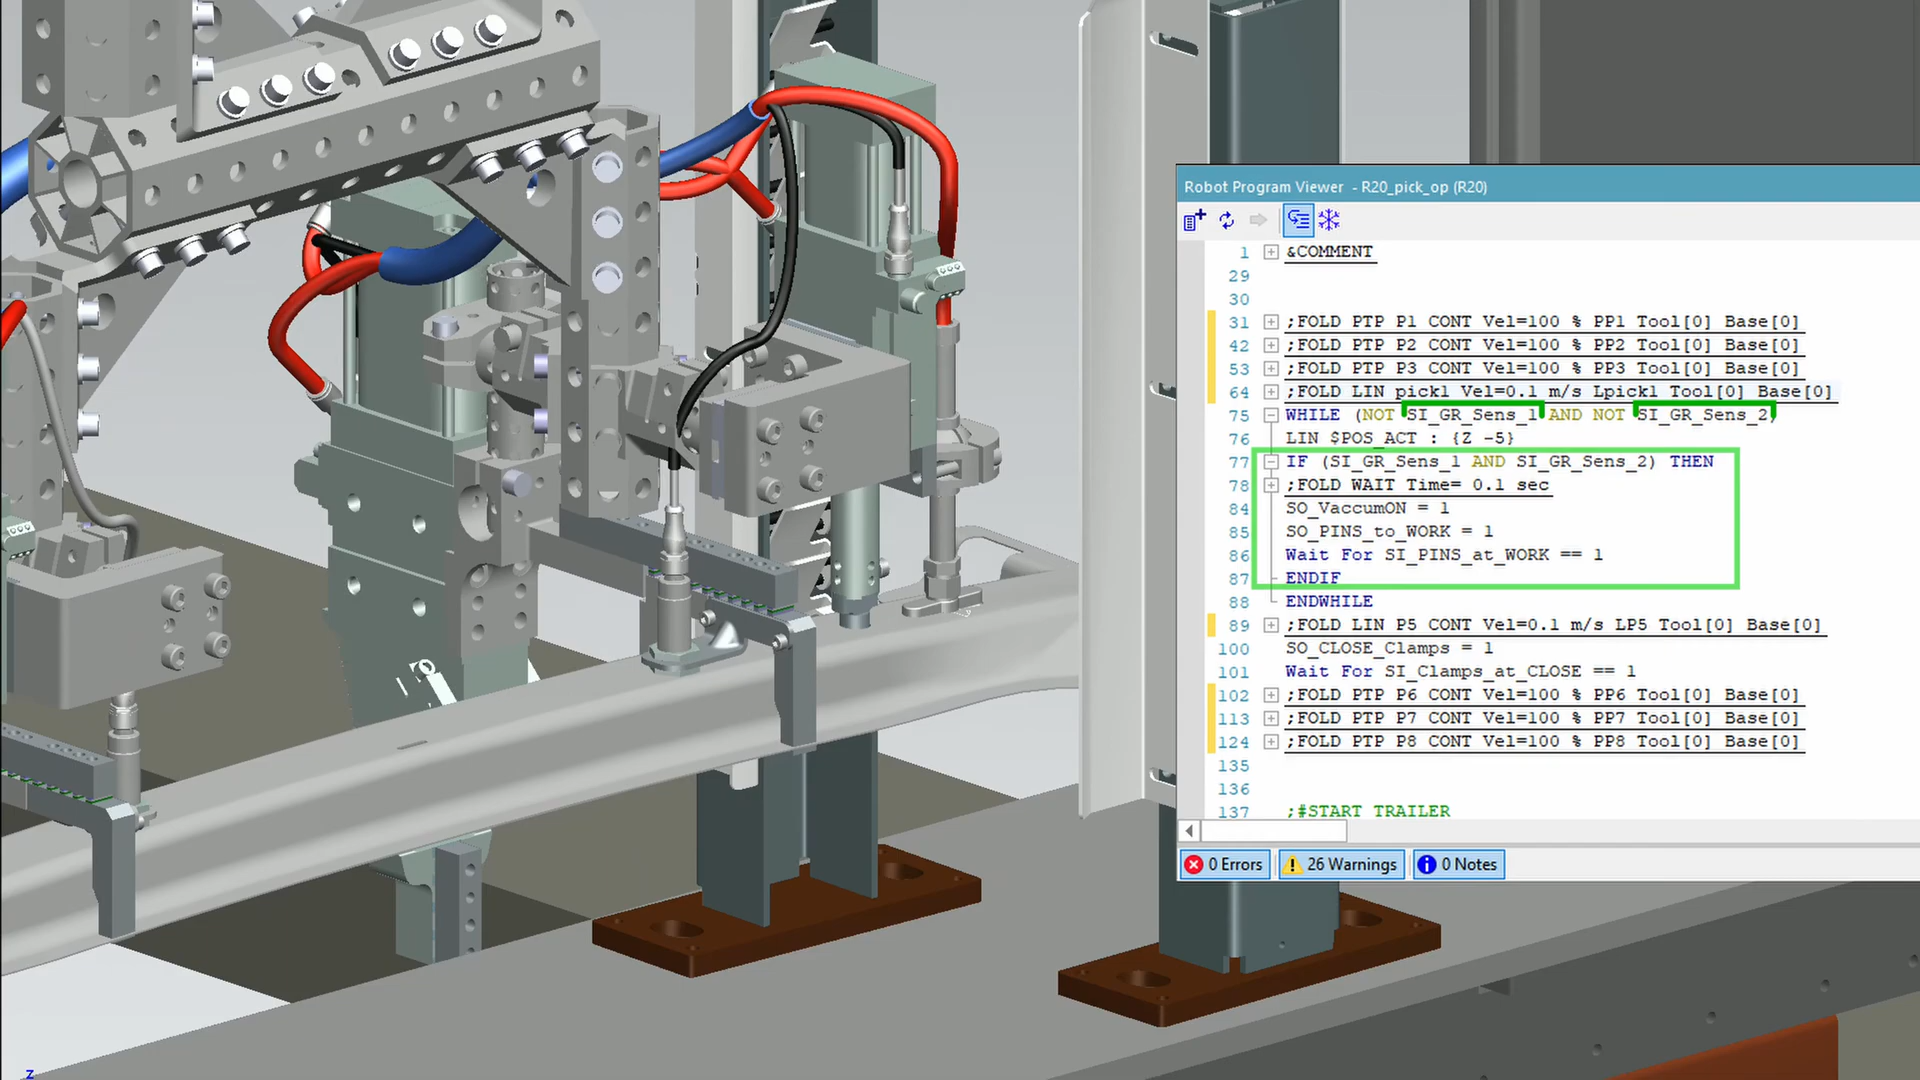 Robot Program Viewer - R20_pick_op (R20)
1 &COMMENT
29
30
31 ;FOLD PTP P1 CONT Vel=100 % PP1 Tool[0] Base[0]
42 ;FOLD PTP P2 CONT Vel=100 % PP2 Tool[0] Base[0]
53 ;FOLD PTP P3 CONT Vel=100 % PP3 Tool[0] Base[0]
64 ;FOLD LIN pick1 Vel=0.1 m/s Lpick1 Tool[0] Base[0]
75 WHILE (NOT SI_GR_Sens_1 AND NOT SI_GR_Sens_2)
76 LIN $POS_ACT : {Z -5}
77 IF (SI_GR_Sens_1 AND SI_GR_Sens_2) THEN
78 ;FOLD WAIT Time= 0.1 sec
84 SO_VaccumON = 1
85 SO_PINS_to_WORK = 1
86 Wait For SI_PINS_at_WORK == 1
87 ENDIF
88 ENDWHILE
89 ;FOLD LIN P5 CONT Vel=0.1 m/s LP5 Tool[0] Base[0]
100 SO_CLOSE_Clamps = 1
101 Wait For SI_Clamps_at_CLOSE == 1
102 ;FOLD PTP P6 CONT Vel=100 % PP6 Tool[0] Base[0]
113 ;FOLD PTP P7 CONT Vel=100 % PP7 Tool[0] Base[0]
124 ;FOLD PTP P8 CONT Vel=100 % PP8 Tool[0] Base[0]
135
136
137 ;#START TRAILER
0 Errors 26 Warnings 0 Notes
z